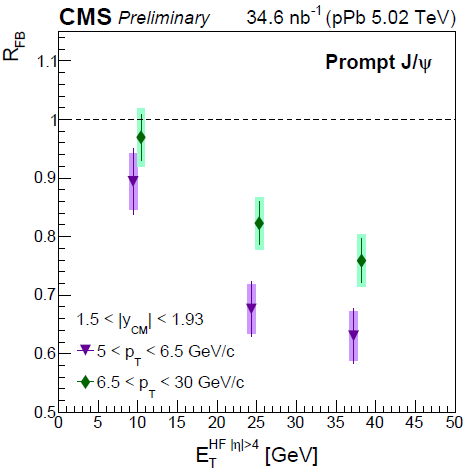 CMS Preliminary 34.6 nb⁻¹ (pPb 5.02 TeV)
R_FB
Prompt J/ψ
1.1
1
0.9
0.8
0.7
0.6
0.5
1.5 < |y_CM| < 1.93
5 < p_T < 6.5 GeV/c
6.5 < p_T < 30 GeV/c
0 5 10 15 20 25 30 35 40 45 50
E_T^HF |η|>4 [GeV]